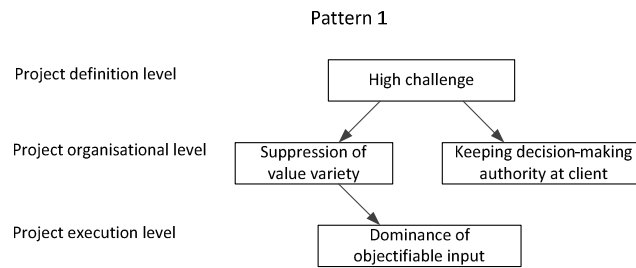 Pattern 1
Project definition level
High challenge
Project organisational level
Suppression of
value variety
Keeping decision-making
authority at client
Project execution level
Dominance of
objectifiable input